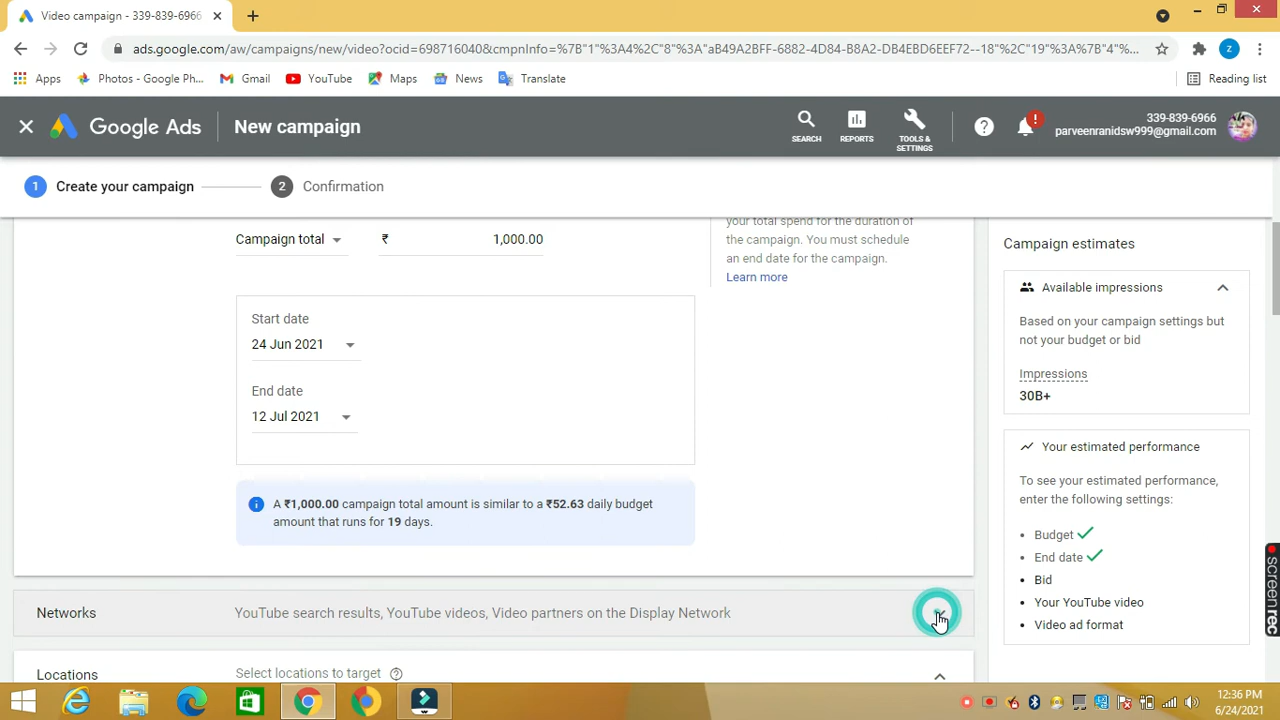 Video campaign - 339-839-6966
ads.google.com/aw/campaigns/new/video?ocid=698716040&cmpnInfo=%7B"1"%3A4%2C"8"%3A"aB49A2BFF-6882-4D84-B8A2-DB4EBD6EEF72--18"%2C"19"%3A%7B"4"%...
Apps
Photos - Google Ph...
Gmail
YouTube
Maps
News
Translate
Reading list
z
Google Ads
New campaign
SEARCH
REPORTS
TOOLS &
SETTINGS
339-839-6966
parveenranidsw999@gmail.com
1 Create your campaign
2 Confirmation
Campaign total
₹ 1,000.00
your total spend for the duration of
the campaign. You must schedule
an end date for the campaign.
Learn more
Start date
24 Jun 2021
End date
12 Jul 2021
A ₹1,000.00 campaign total amount is similar to a ₹52.63 daily budget
amount that runs for 19 days.
Networks
YouTube search results, YouTube videos, Video partners on the Display Network
Locations
Select locations to target
Campaign estimates
Available impressions
Based on your campaign settings but
not your budget or bid
Impressions
30B+
Your estimated performance
To see your estimated performance,
enter the following settings:
• Budget
• End date
• Bid
• Your YouTube video
• Video ad format
screenrec
12:36 PM
6/24/2021